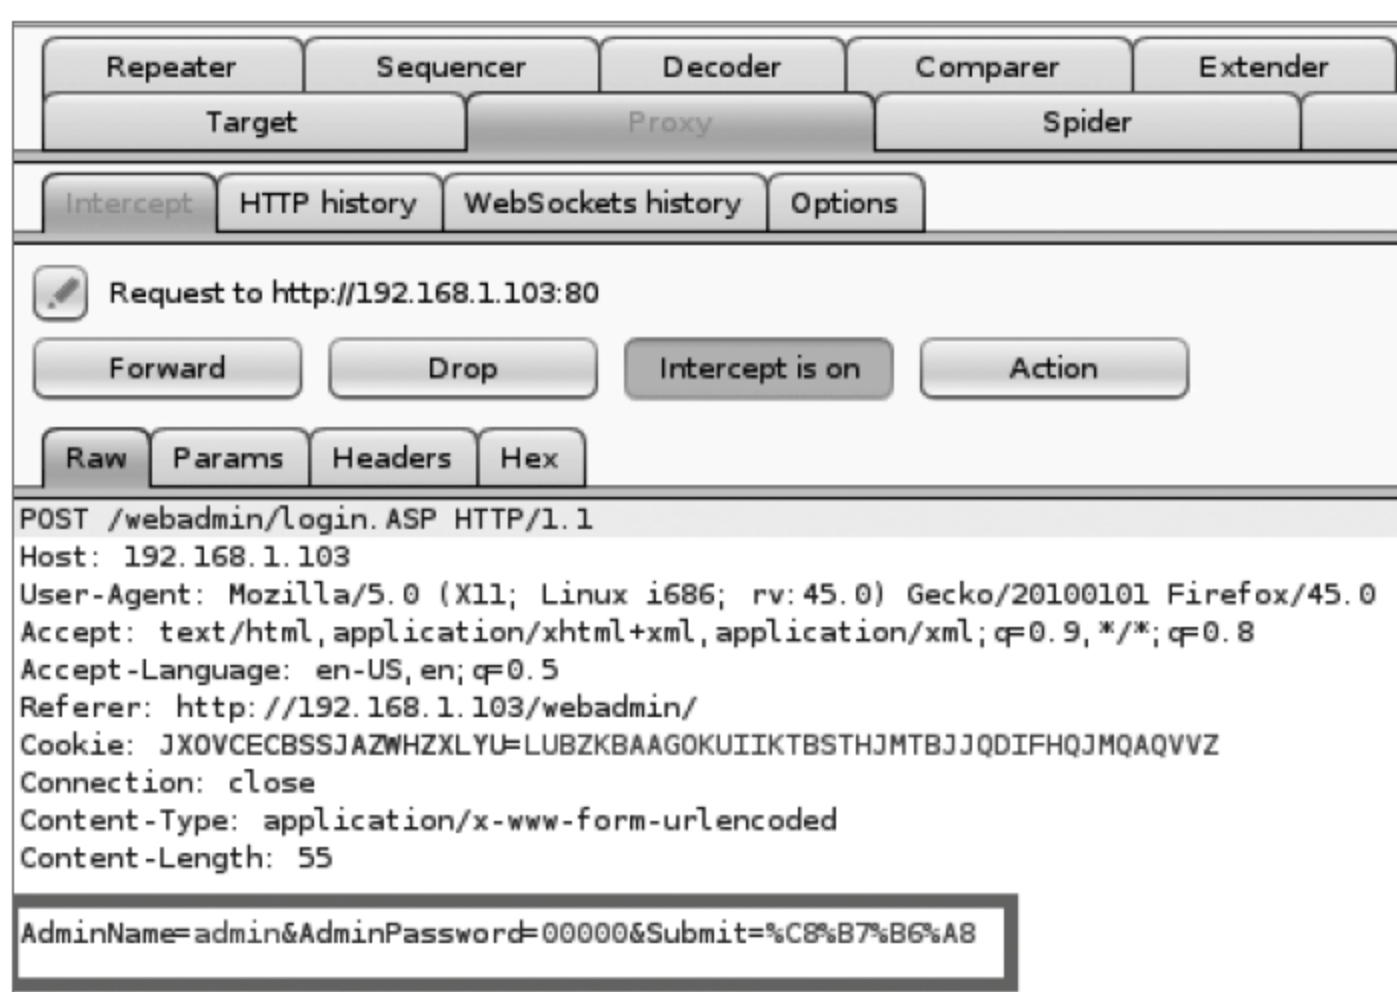 Repeater Sequencer Decoder Comparer Extender
Target Proxy Spider
Intercept HTTP history WebSockets history Options
Request to http://192.168.1.103:80
Forward Drop Intercept is on Action
Raw Params Headers Hex
POST /webadmin/login.ASP HTTP/1.1
Host: 192.168.1.103
User-Agent: Mozilla/5.0 (X11; Linux i686; rv:45.0) Gecko/20100101 Firefox/45.0
Accept: text/html,application/xhtml+xml,application/xml;q=0.9,*/*;q=0.8
Accept-Language: en-US,en;q=0.5
Referer: http://192.168.1.103/webadmin/
Cookie: JXOVCECBSSJAZWHZXLYU=LUBZKBAAGOKUIIKTBSTHJMTBJJQDIFHQJMQAQVVZ
Connection: close
Content-Type: application/x-www-form-urlencoded
Content-Length: 55
AdminName=admin&AdminPassword=00000&Submit=%C8%B7%B6%A8